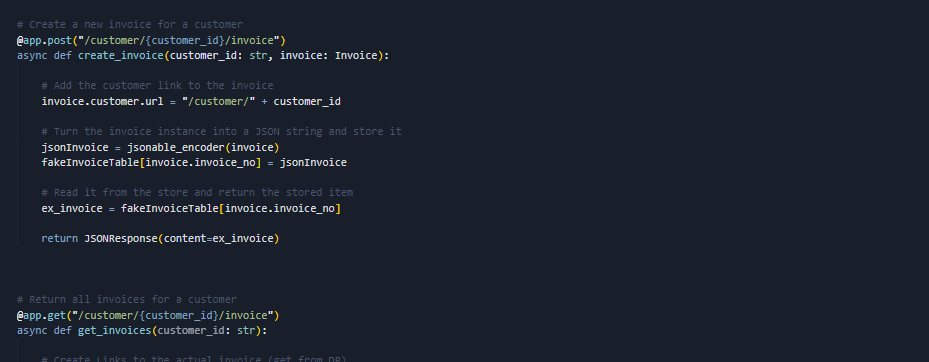 # Create a new invoice for a customer
@app.post("/customer/{customer_id}/invoice")
async def create_invoice(customer_id: str, invoice: Invoice):
# Add the customer link to the invoice
invoice.customer.url = "/customer/" + customer_id
# Turn the invoice instance into a JSON string and store it
jsonInvoice = jsonable_encoder(invoice)
fakeInvoiceTable[invoice.invoice_no] = jsonInvoice
# Read it from the store and return the stored item
ex_invoice = fakeInvoiceTable[invoice.invoice_no]
return JSONResponse(content=ex_invoice)
# Return all invoices for a customer
@app.get("/customer/{customer_id}/invoice")
async def get_invoices(customer_id: str):
# Create Links to the actual invoice (get from DB)